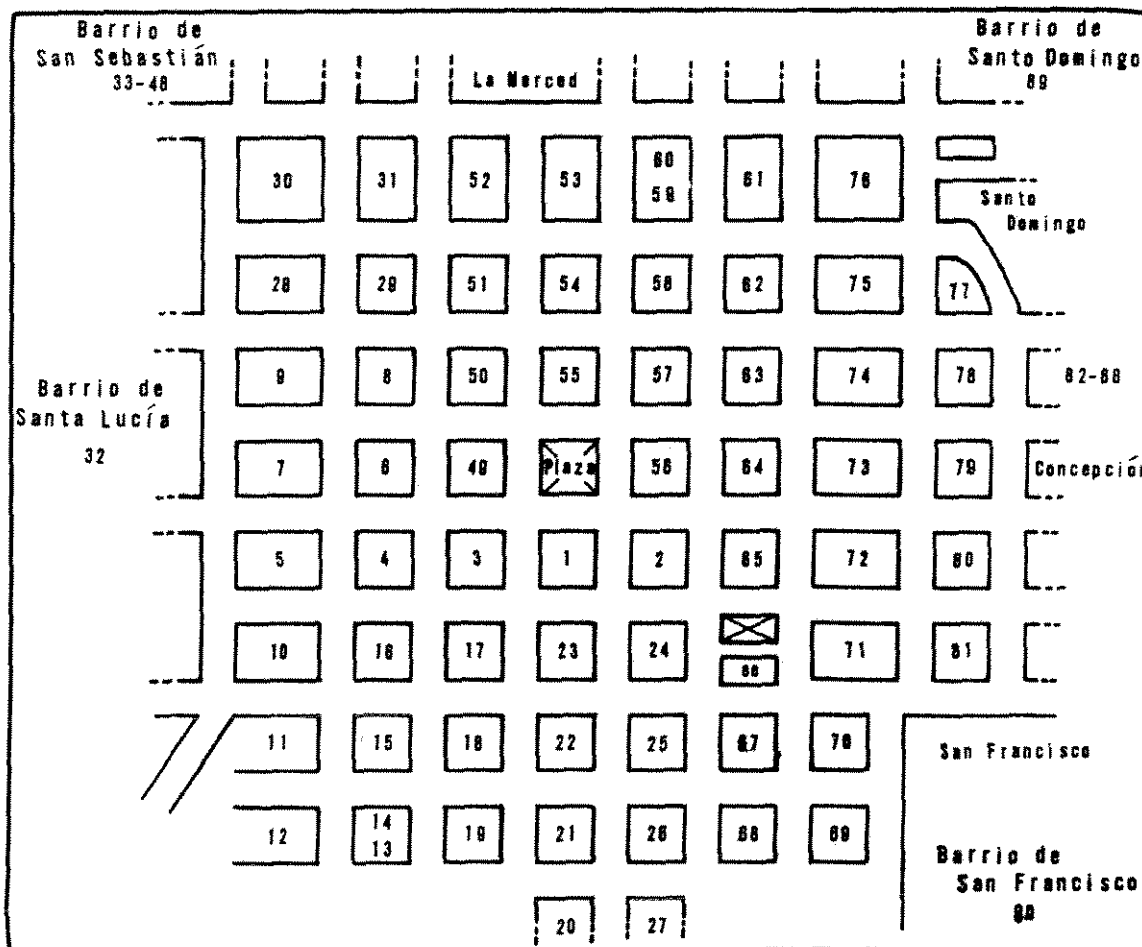 Barrio de
San Sebastián
33-48
La Merced
Barrio de
Santo Domingo
89
30 31 52 53 60 61 76
59
Santo
Domingo
28 29 51 54 58 62 75 77
9 8 50 55 57 63 74 78 82-88
Barrio de
Santa Lucía
32
7 6 49 Plaza 56 64 73 79 Concepción
5 4 3 1 2 65 72 80
10 16 17 23 24 66 71 81
11 15 18 22 25 67 70 San Francisco
12 14 19 21 26 68 69
13
Barrio de
San Francisco
20 27